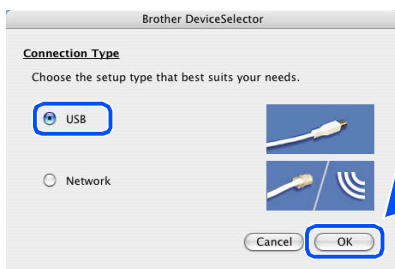 Brother DeviceSelector
Connection Type
Choose the setup type that best suits your needs.
USB
Network
Cancel OK